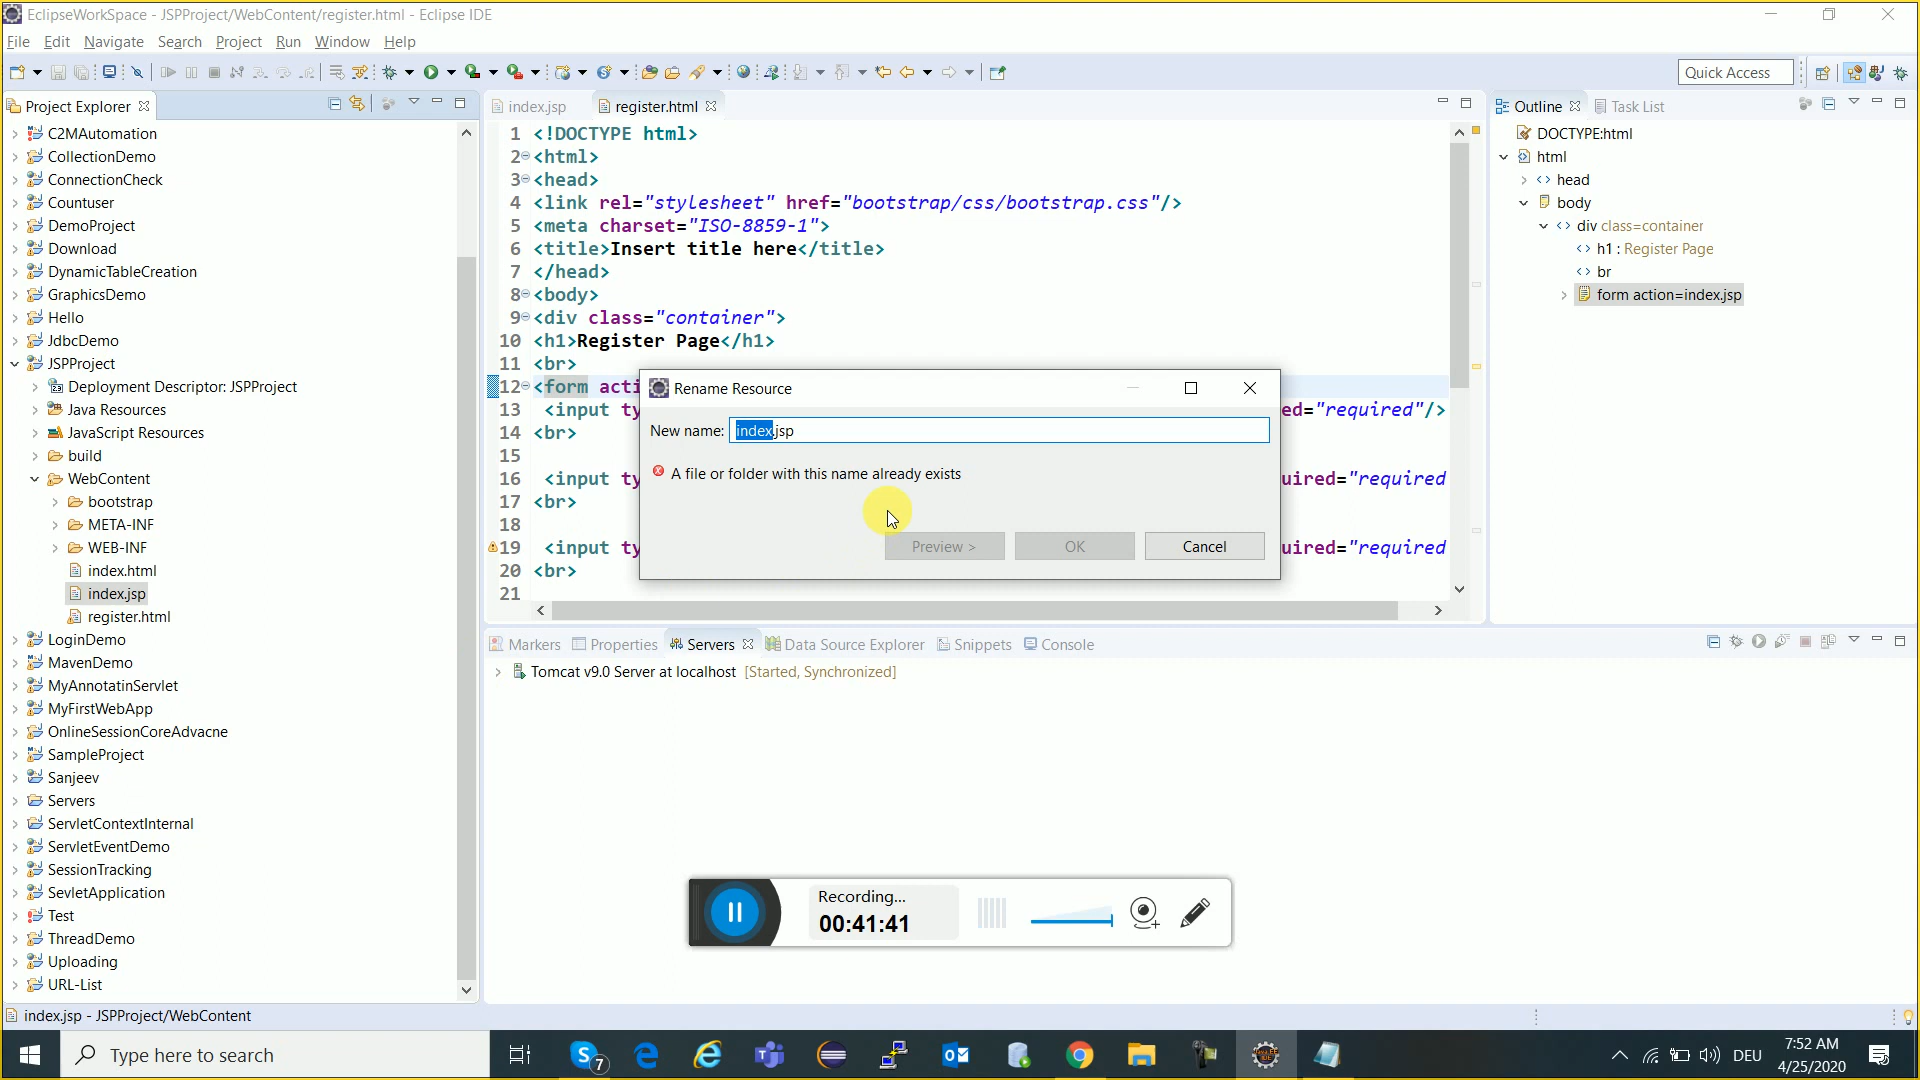 EclipseWorkSpace - JSPProject/WebContent/register.html - Eclipse IDE
File Edit Navigate Search Project Run Window Help
Quick Access
Project Explorer
C2MAutomation
CollectionDemo
ConnectionCheck
Countuser
DemoProject
Download
DynamicTableCreation
GraphicsDemo
Hello
JdbcDemo
JSPProject
Deployment Descriptor: JSPProject
Java Resources
JavaScript Resources
build
WebContent
bootstrap
META-INF
WEB-INF
index.html
index.jsp
register.html
LoginDemo
MavenDemo
MyAnnotatinServlet
MyFirstWebApp
OnlineSessionCoreAdvacne
SampleProject
Sanjeev
Servers
ServletContextInternal
ServletEventDemo
SessionTracking
SevletApplication
Test
ThreadDemo
Uploading
URL-List
index.jsp register.html
1 <!DOCTYPE html>
2 <html>
3 <head>
4 <link rel="stylesheet" href="bootstrap/css/bootstrap.css"/>
5 <meta charset="ISO-8859-1">
6 <title>Insert title here</title>
7 </head>
8 <body>
9 <div class="container">
10 <h1>Register Page</h1>
11 <br>
12 <form acti
13 <input ty ed="required"/>
14 <br>
15
16 <input ty uired="required
17 <br>
18
19 <input ty uired="required
20 <br>
21
Rename Resource
New name: index.jsp
A file or folder with this name already exists
Preview > OK Cancel
Outline Task List
DOCTYPE:html
html
head
body
div class=container
h1 : Register Page
br
form action=index.jsp
Markers Properties Servers Data Source Explorer Snippets Console
Tomcat v9.0 Server at localhost [Started, Synchronized]
Recording...
00:41:41
index.jsp - JSPProject/WebContent
Type here to search
7
DEU
7:52 AM
4/25/2020